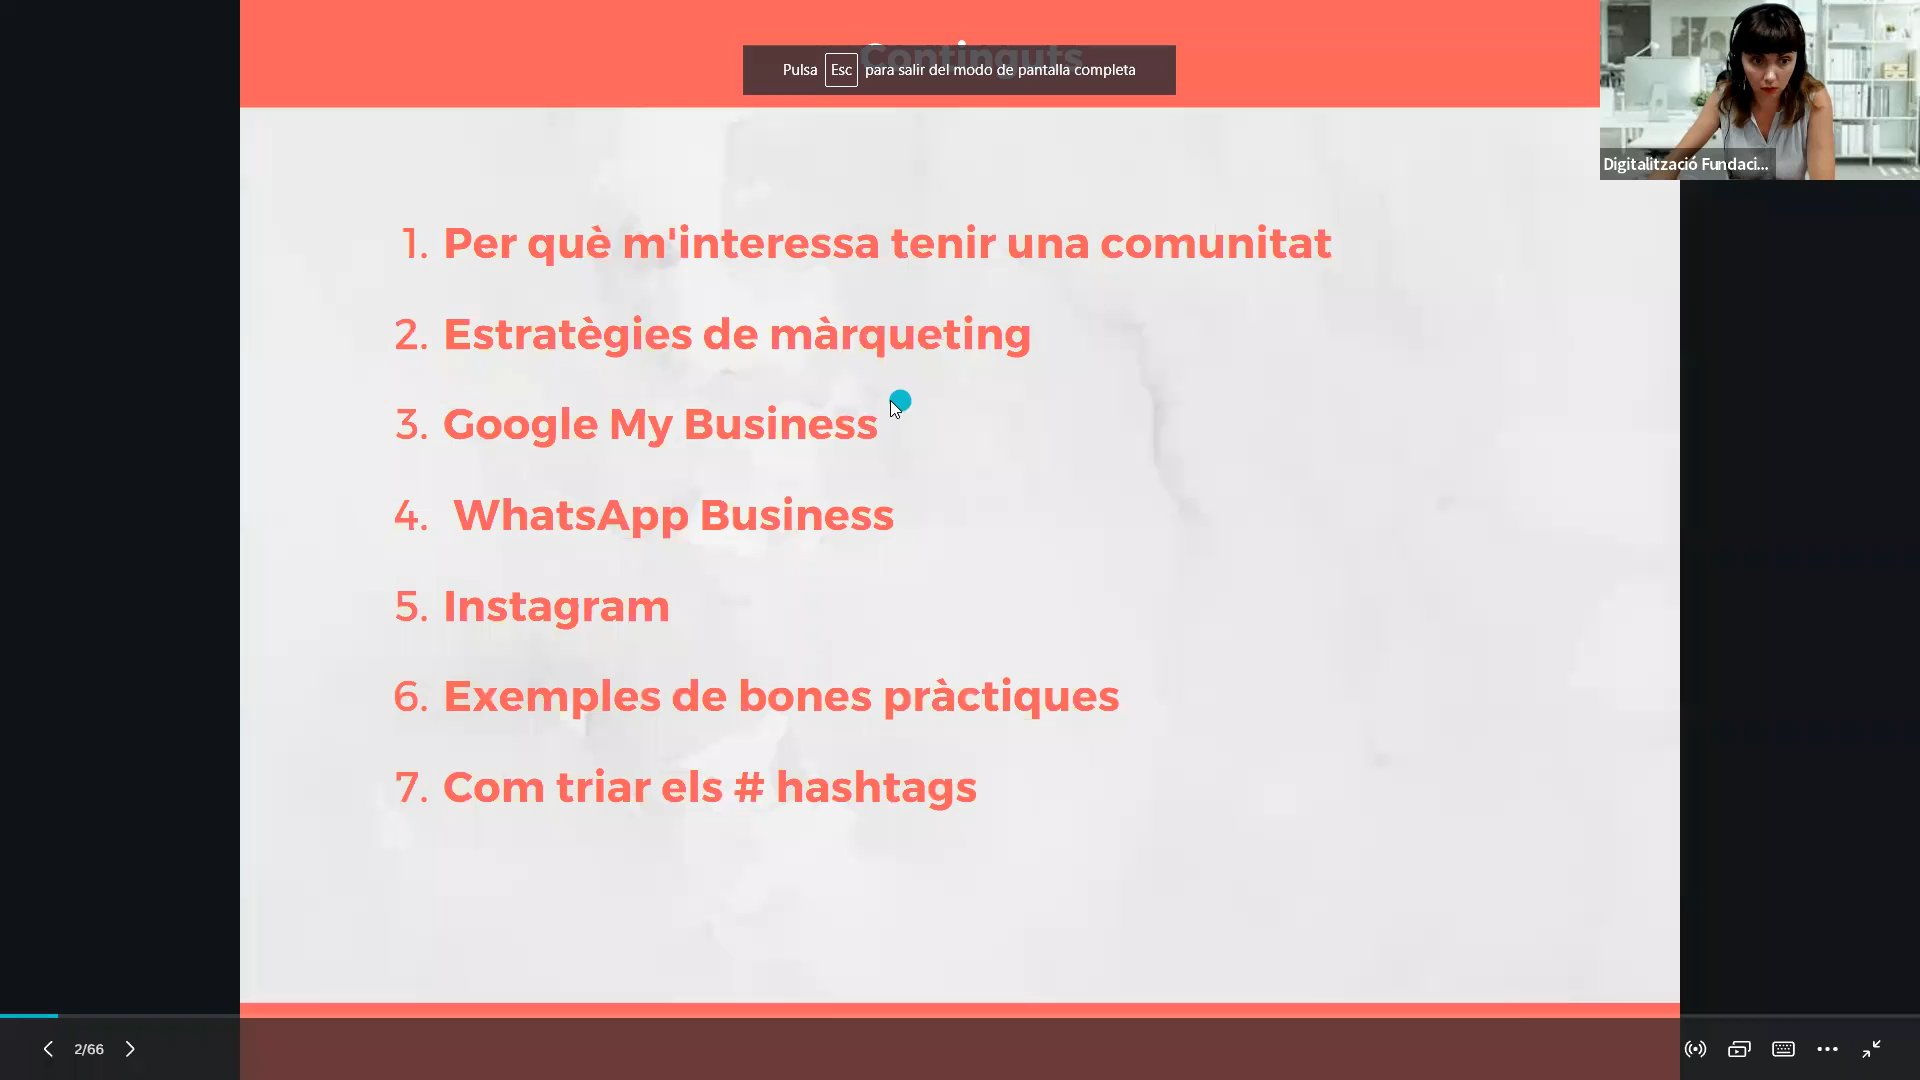 Continguts
Pulsa Esc para salir del modo de pantalla completa
Digitalització Fundaci...
1. Per què m'interessa tenir una comunitat
2. Estratègies de màrqueting
3. Google My Business
4. WhatsApp Business
5. Instagram
6. Exemples de bones pràctiques
7. Com triar els # hashtags
2/66